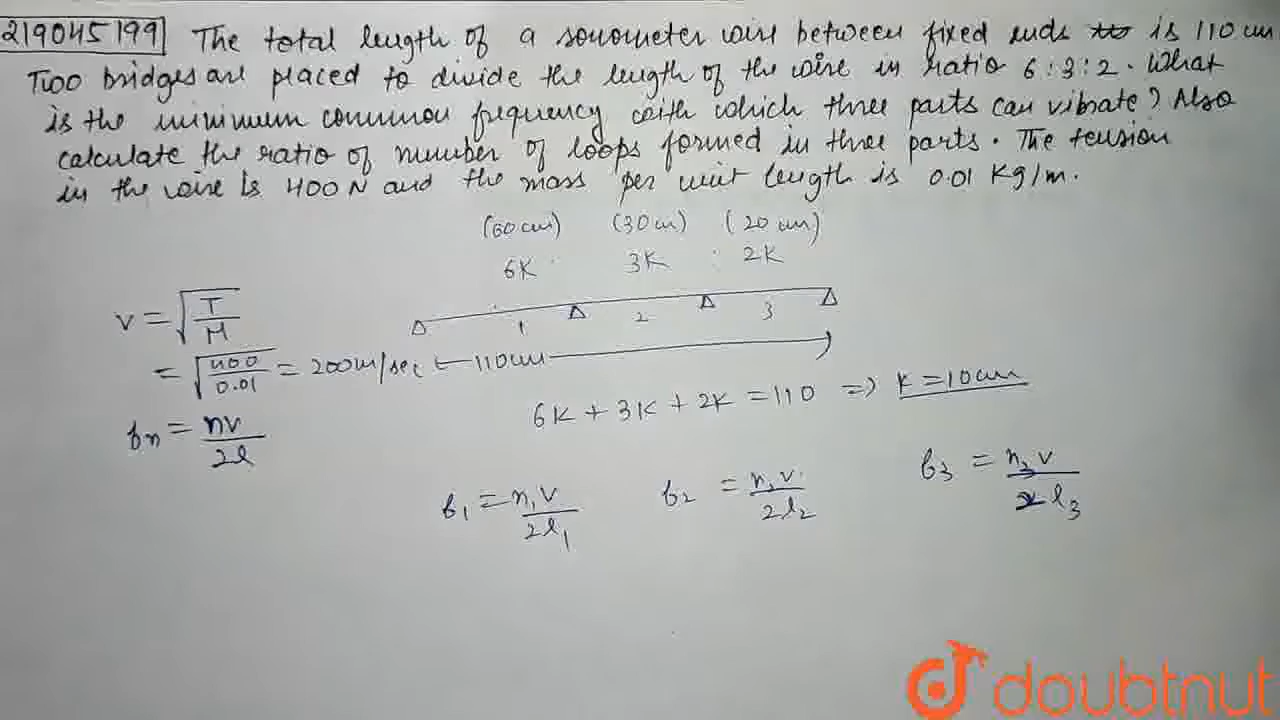 219045199 The total length of a sonometer wire between fixed ends is 110 cm
Two bridges are placed to divide the length of the wire in ratio 6:3:2. What
is the minimum common frequency with which three parts can vibrate? Also
calculate the ratio of number of loops formed in three parts. The tension
in the wire is 400 N and the mass per unit length is 0.01 Kg/m.
(60 cm) (30 cm) (20 cm)
6K : 3K : 2K
v = √T/M
1 2 3
= √400/0.01 = 200 m/sec
110 cm
6K + 3K + 2K = 110 => K = 10 cm
fn = nv/2l
f1 = n1v/2l1 f2 = n2v/2l2 f3 = n3v/2l3
doubtnut